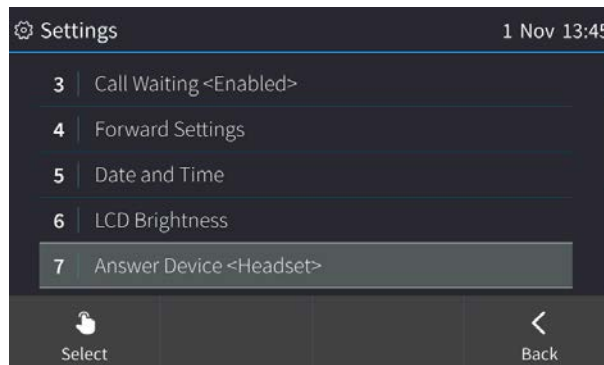 Settings 1 Nov 13:45
3 Call Waiting <Enabled>
4 Forward Settings
5 Date and Time
6 LCD Brightness
7 Answer Device <Headset>
Select Back